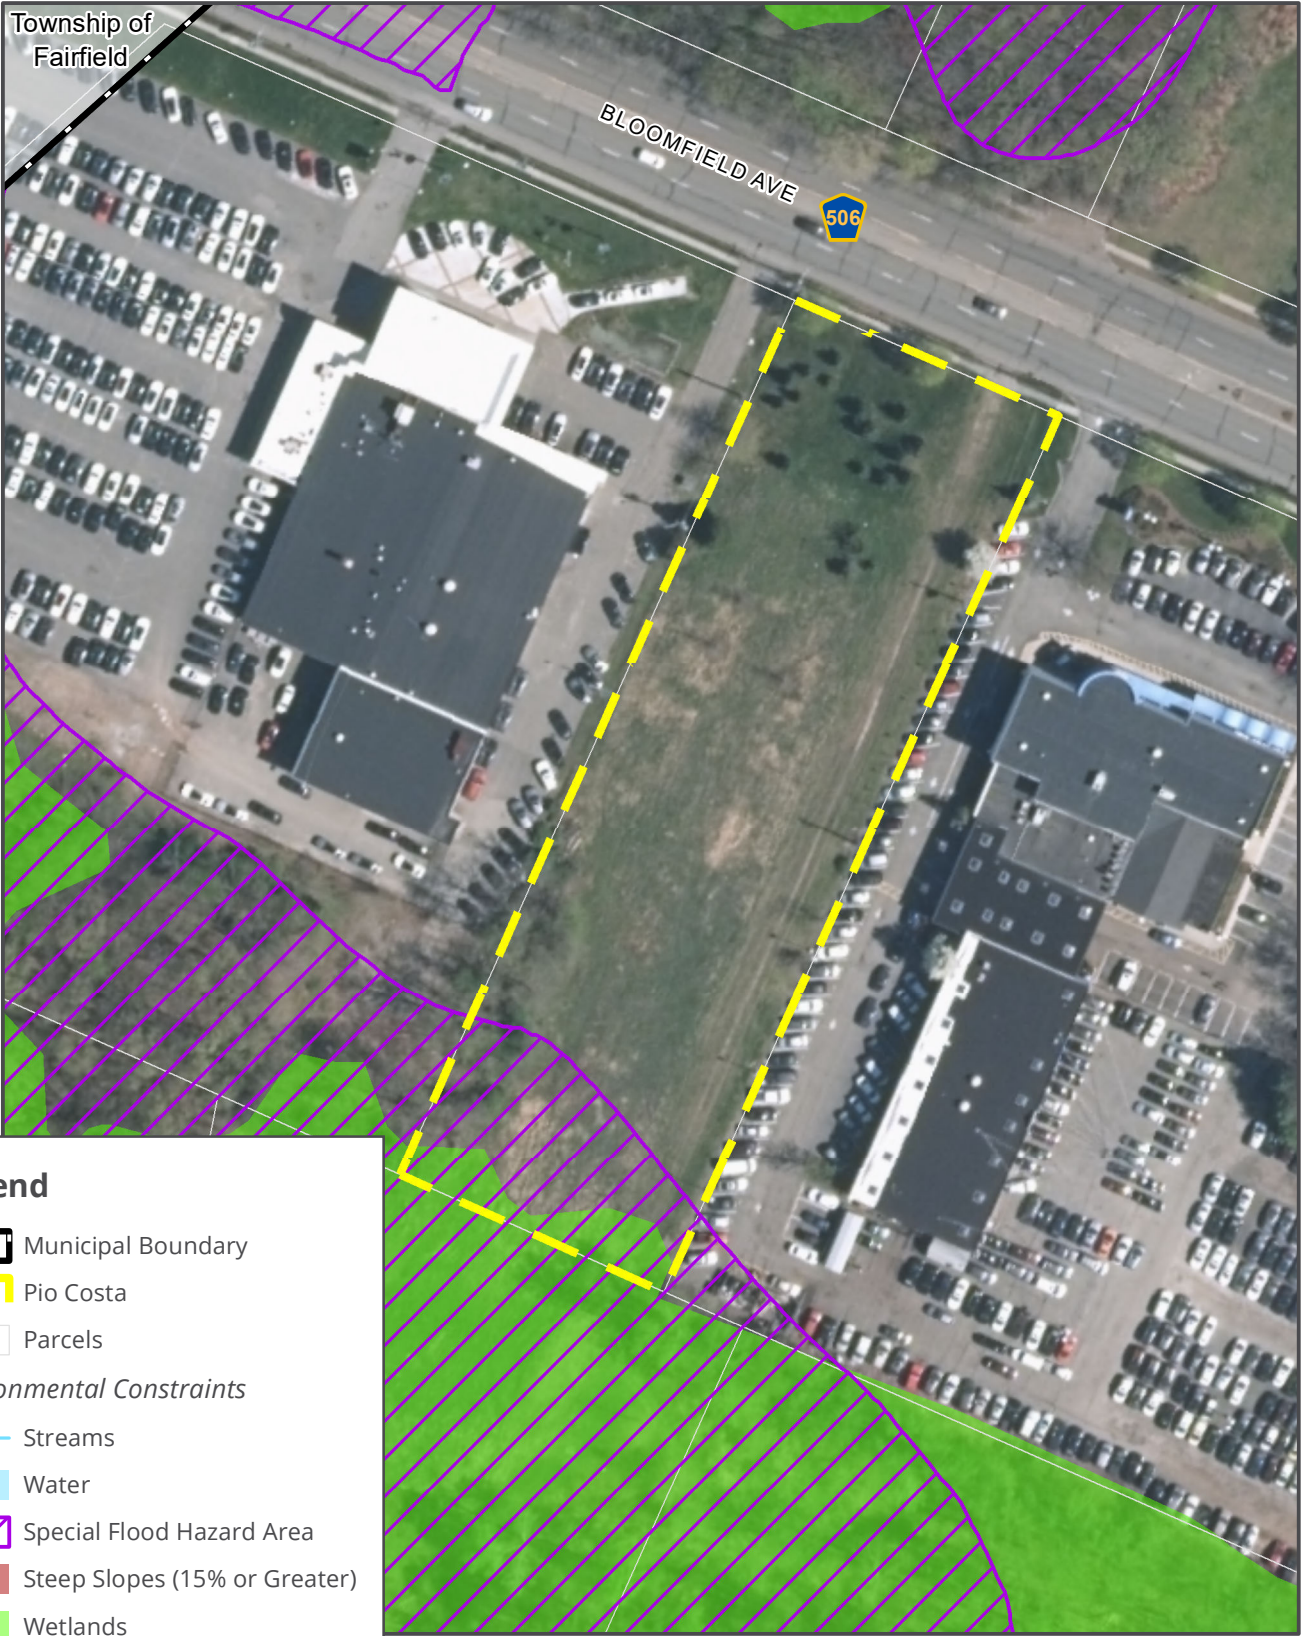 Township of
Fairfield
BLOOMFIELD AVE
506
end
Municipal Boundary
Pio Costa
Parcels
onmental Constraints
Streams
Water
Special Flood Hazard Area
Steep Slopes (15% or Greater)
Wetlands